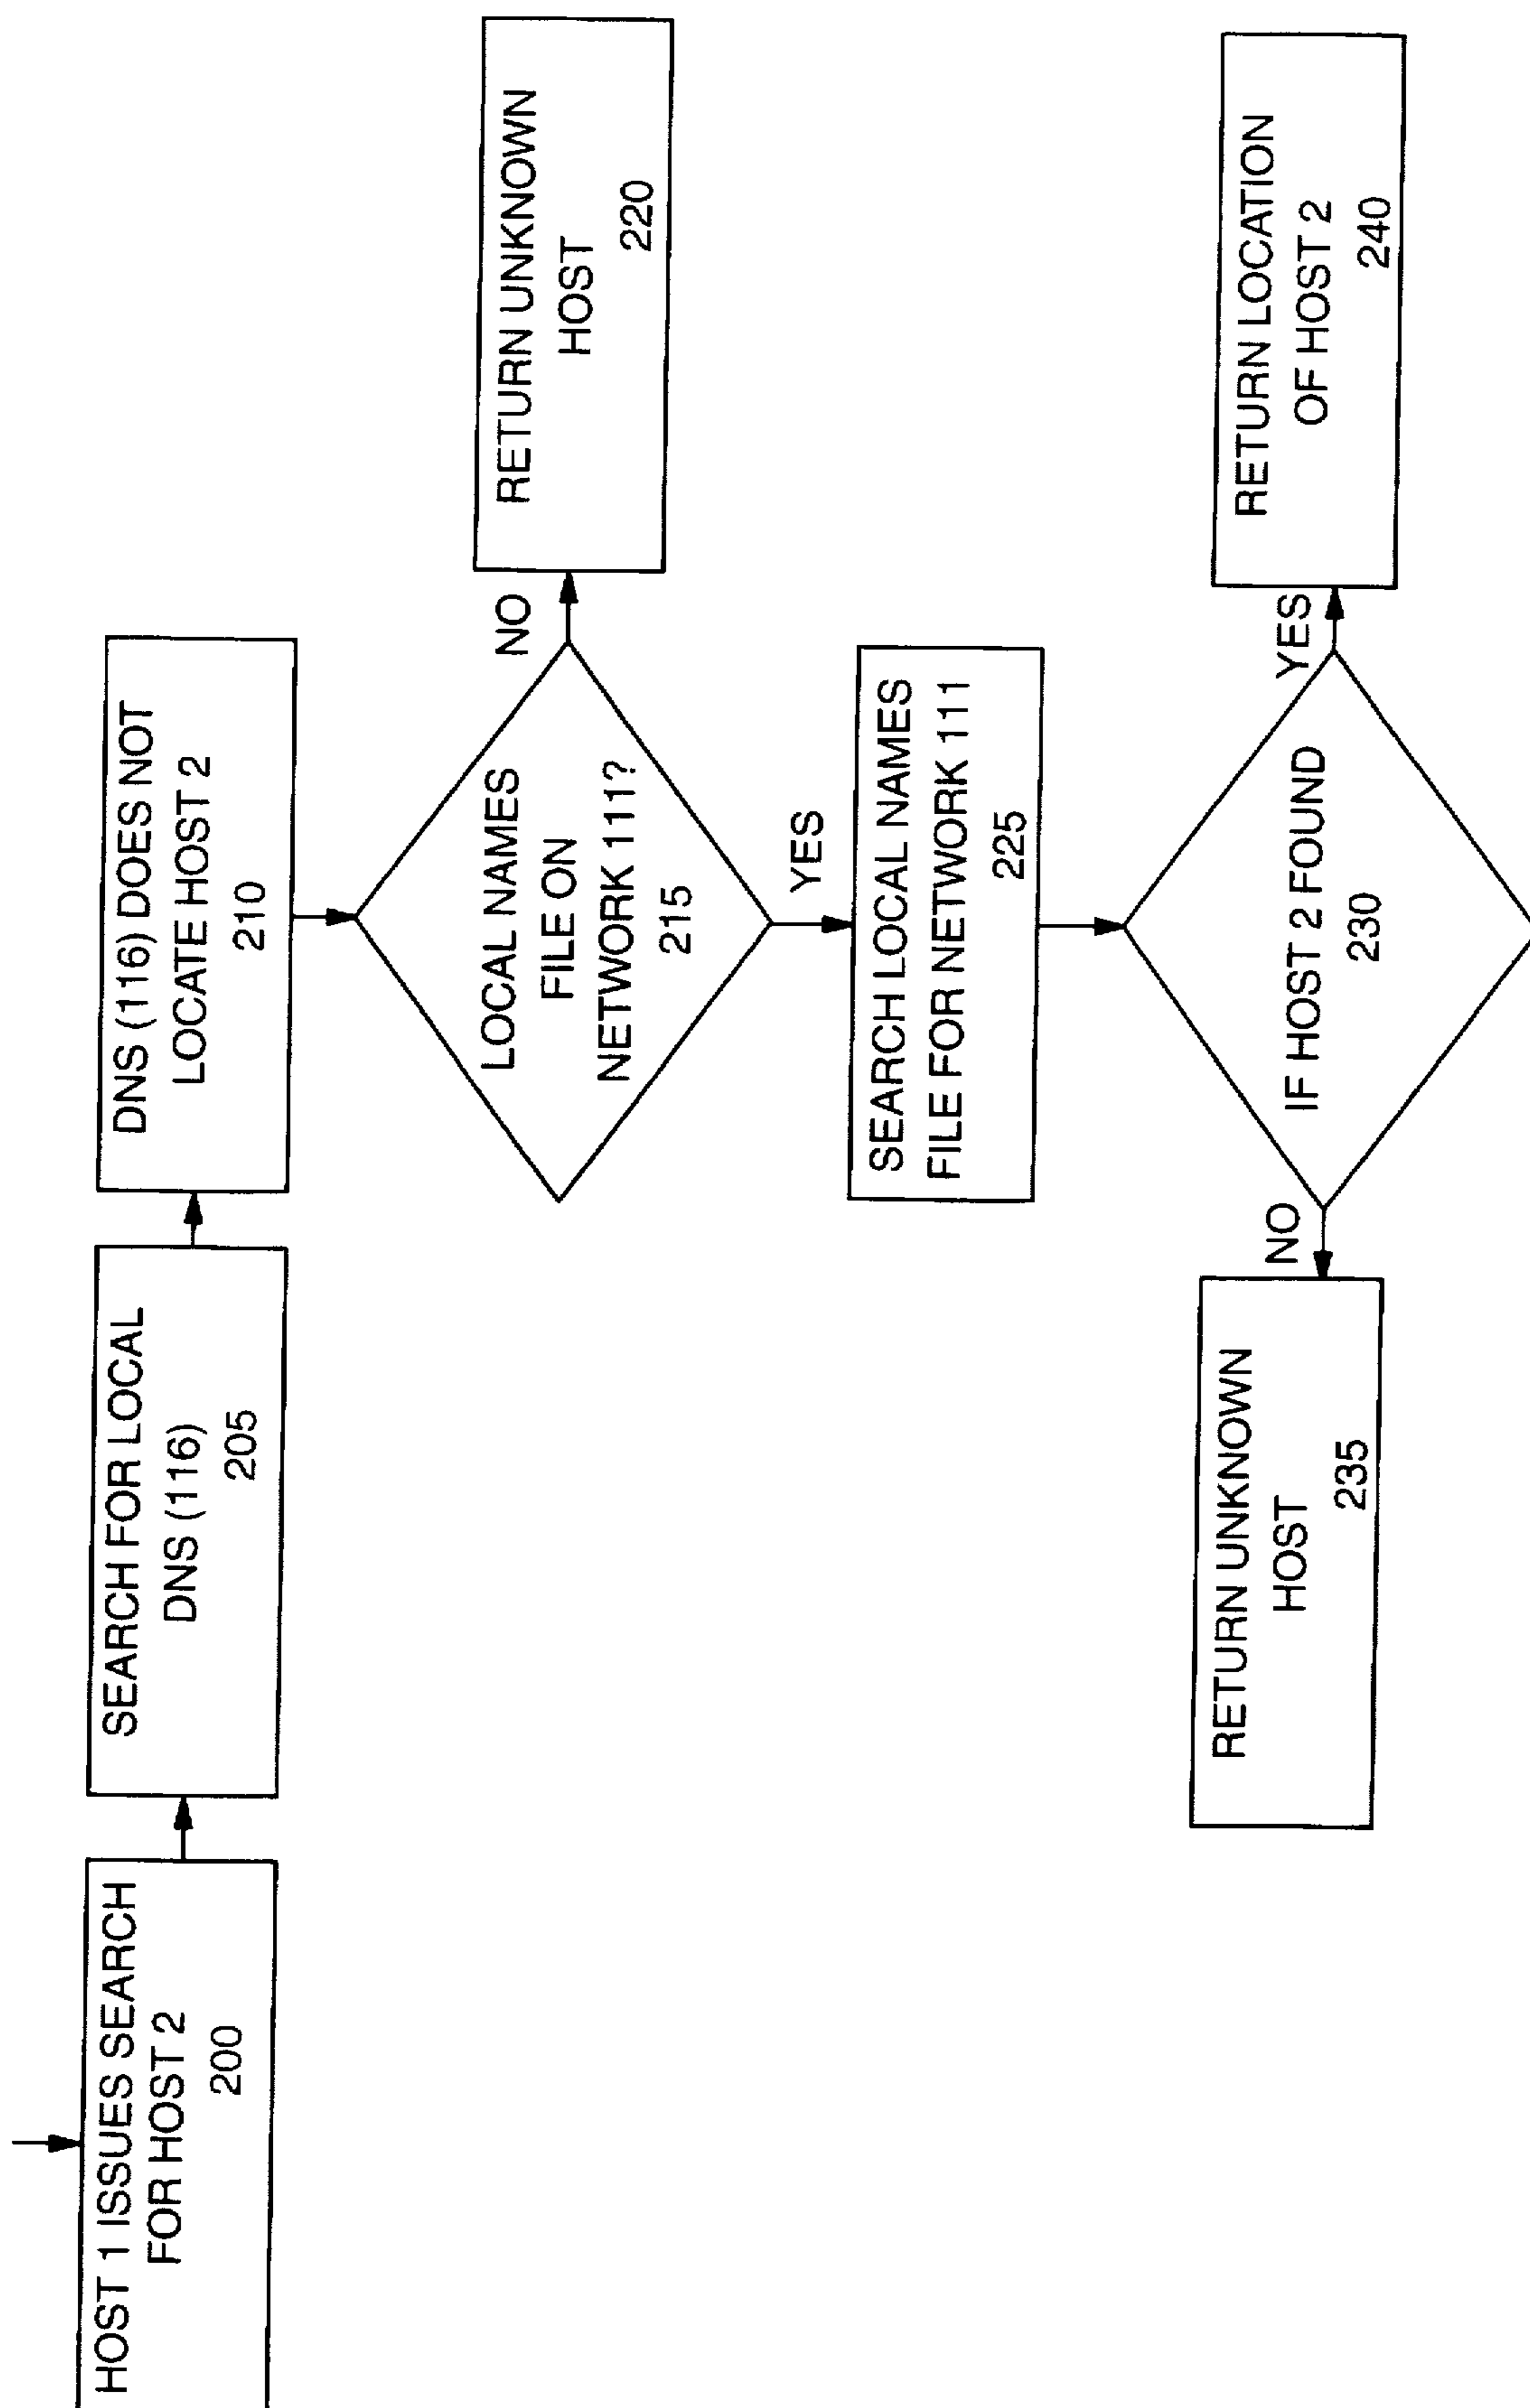 HOST 1 ISSUES SEARCH
FOR HOST 2
200
SEARCH FOR LOCAL
DNS (116)
205
DNS (116) DOES NOT
LOCATE HOST 2
210
LOCAL NAMES
FILE ON
NETWORK 111?
215
NO
RETURN UNKNOWN
HOST
220
YES
SEARCH LOCAL NAMES
FILE FOR NETWORK 111
225
IF HOST 2 FOUND
230
NO
RETURN UNKNOWN
HOST
235
YES
RETURN LOCATION
OF HOST 2
240